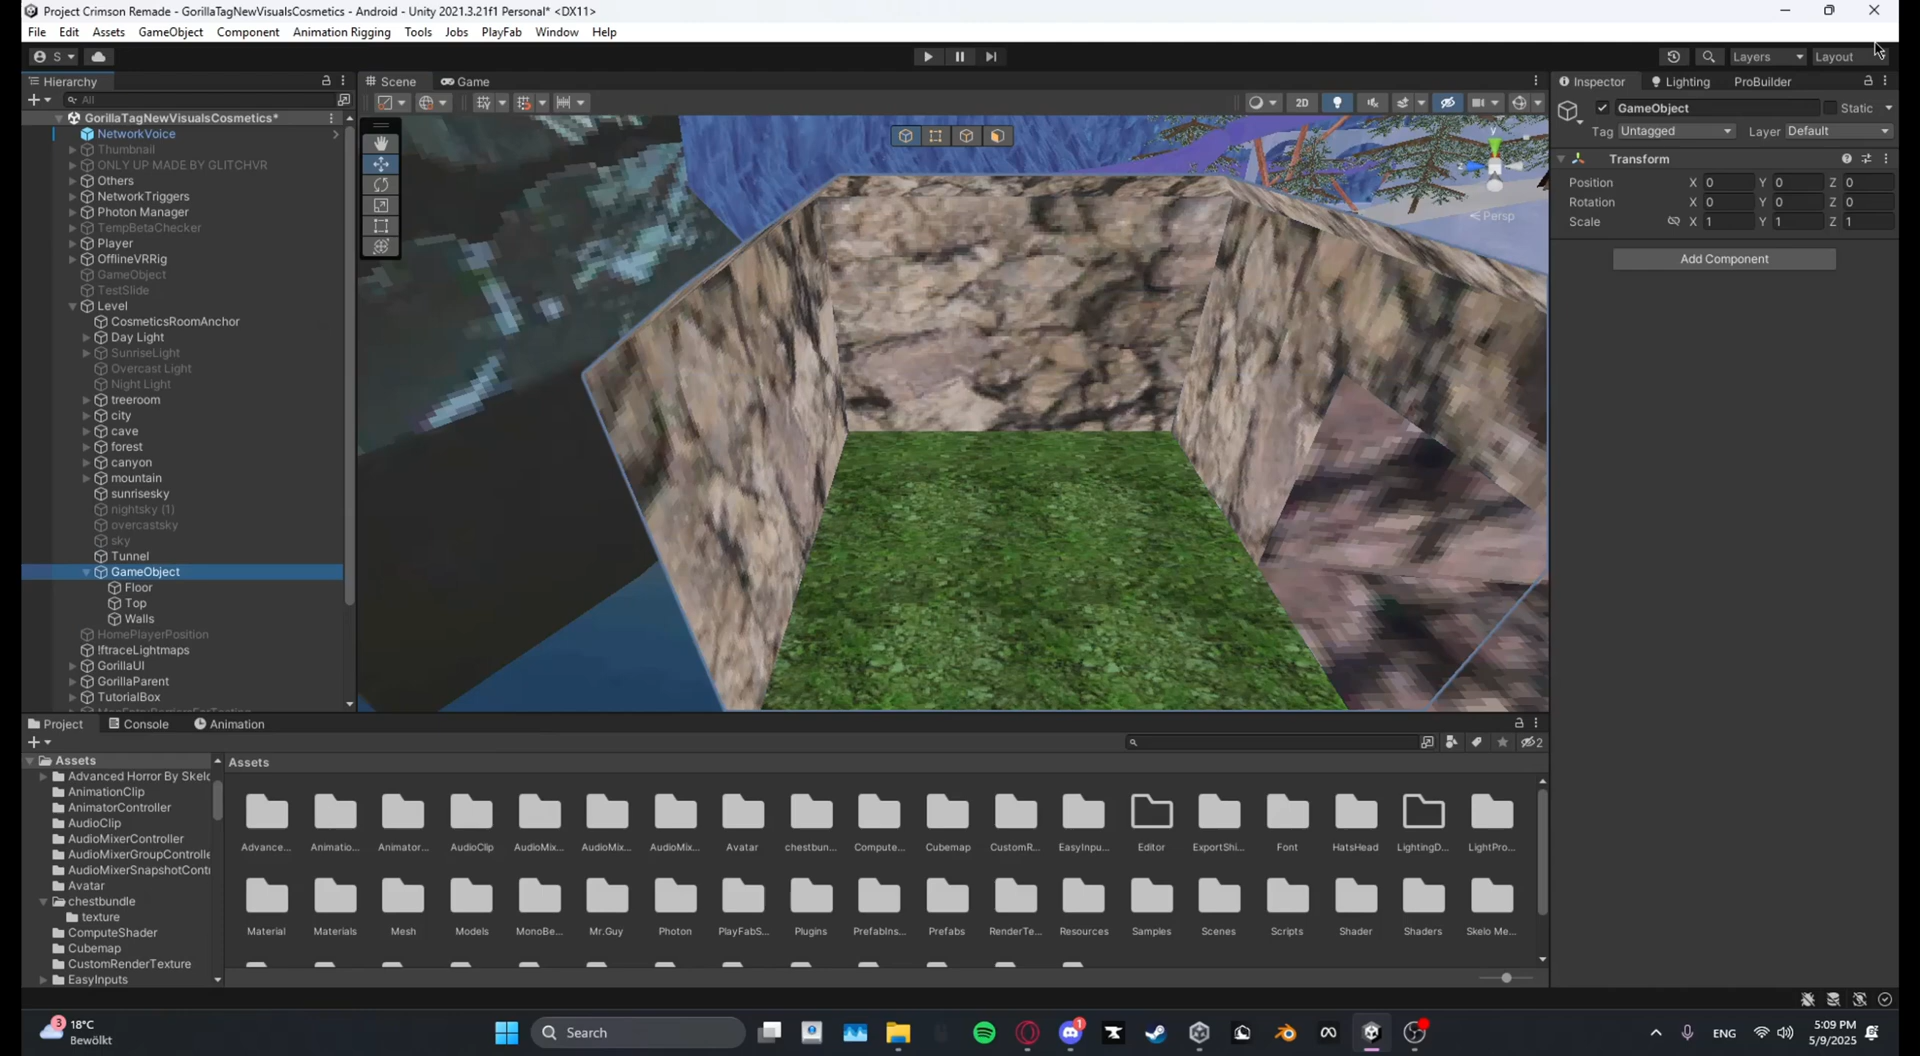 Project Crimson Remade - GorillaTagNewVisualsCosmetics - Android - Unity 2021.3.21f1 Personal* <DX11>
File Edit Assets GameObject Component Animation Rigging Tools Jobs PlayFab Window Help
S Layers Layout
Hierarchy Scene Game Inspector Lighting ProBuilder
All 2D
GameObject Static
Tag Untagged Layer Default
Transform
Position X 0 Y 0 Z 0
Rotation X 0 Y 0 Z 0
Scale X 1 Y 1 Z 1
Add Component
y
z
Persp
GorillaTagNewVisualsCosmetics*
NetworkVoice
Thumbnail
ONLY UP MADE BY GLITCHVR
Others
NetworkTriggers
Photon Manager
TempBetaChecker
Player
OfflineVRRig
GameObject
TestSlide
Level
CosmeticsRoomAnchor
Day Light
SunriseLight
Overcast Light
Night Light
treeroom
city
cave
forest
canyon
mountain
sunrisesky
nightsky (1)
overcastsky
sky
Tunnel
GameObject
Floor
Top
Walls
HomePlayerPosition
!ftraceLightmaps
GorillaUI
GorillaParent
TutorialBox
Project Console Animation
2
Assets
Advanced Horror By Skelo
AnimationClip
AnimatorController
AudioClip
AudioMixerController
AudioMixerGroupControlle
AudioMixerSnapshotContr
Avatar
chestbundle
texture
ComputeShader
Cubemap
CustomRenderTexture
EasyInputs
Assets
Advance... Animatio... Animator... AudioClip AudioMix... AudioMix... AudioMix... Avatar chestbun... Compute... Cubemap CustomR... EasyInpu... Editor ExportShi... Font HatsHead LightingD... LightPro...
Material Materials Mesh Models MonoBe... Mr.Guy Photon PlayFabS... Plugins PrefabIns... Prefabs RenderTe... Resources Samples Scenes Scripts Shader Shaders Skelo Me...
3
18°C
Bewölkt
Search
1
ENG
5:09 PM
5/9/2025